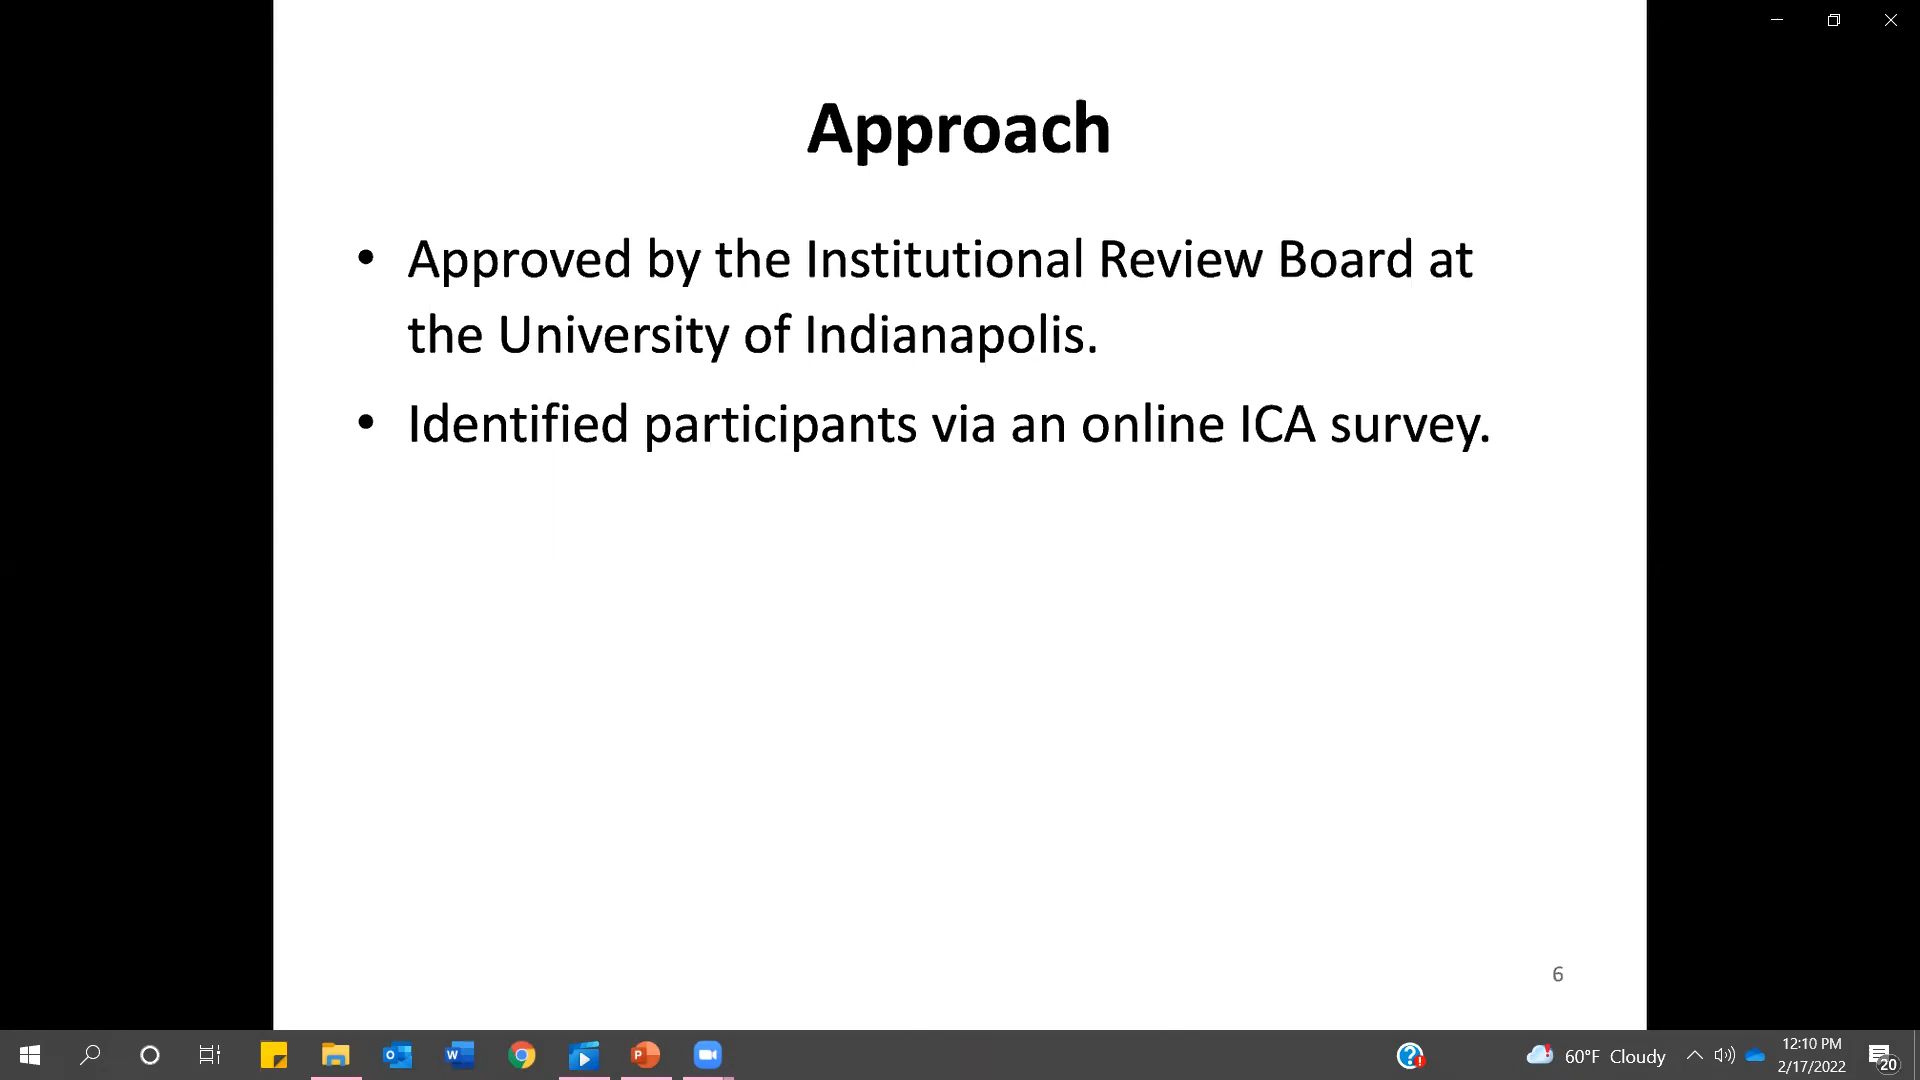 Approach
• Approved by the Institutional Review Board at
the University of Indianapolis.
• Identified participants via an online ICA survey.
6
60°F Cloudy
12:10 PM
2/17/2022
20